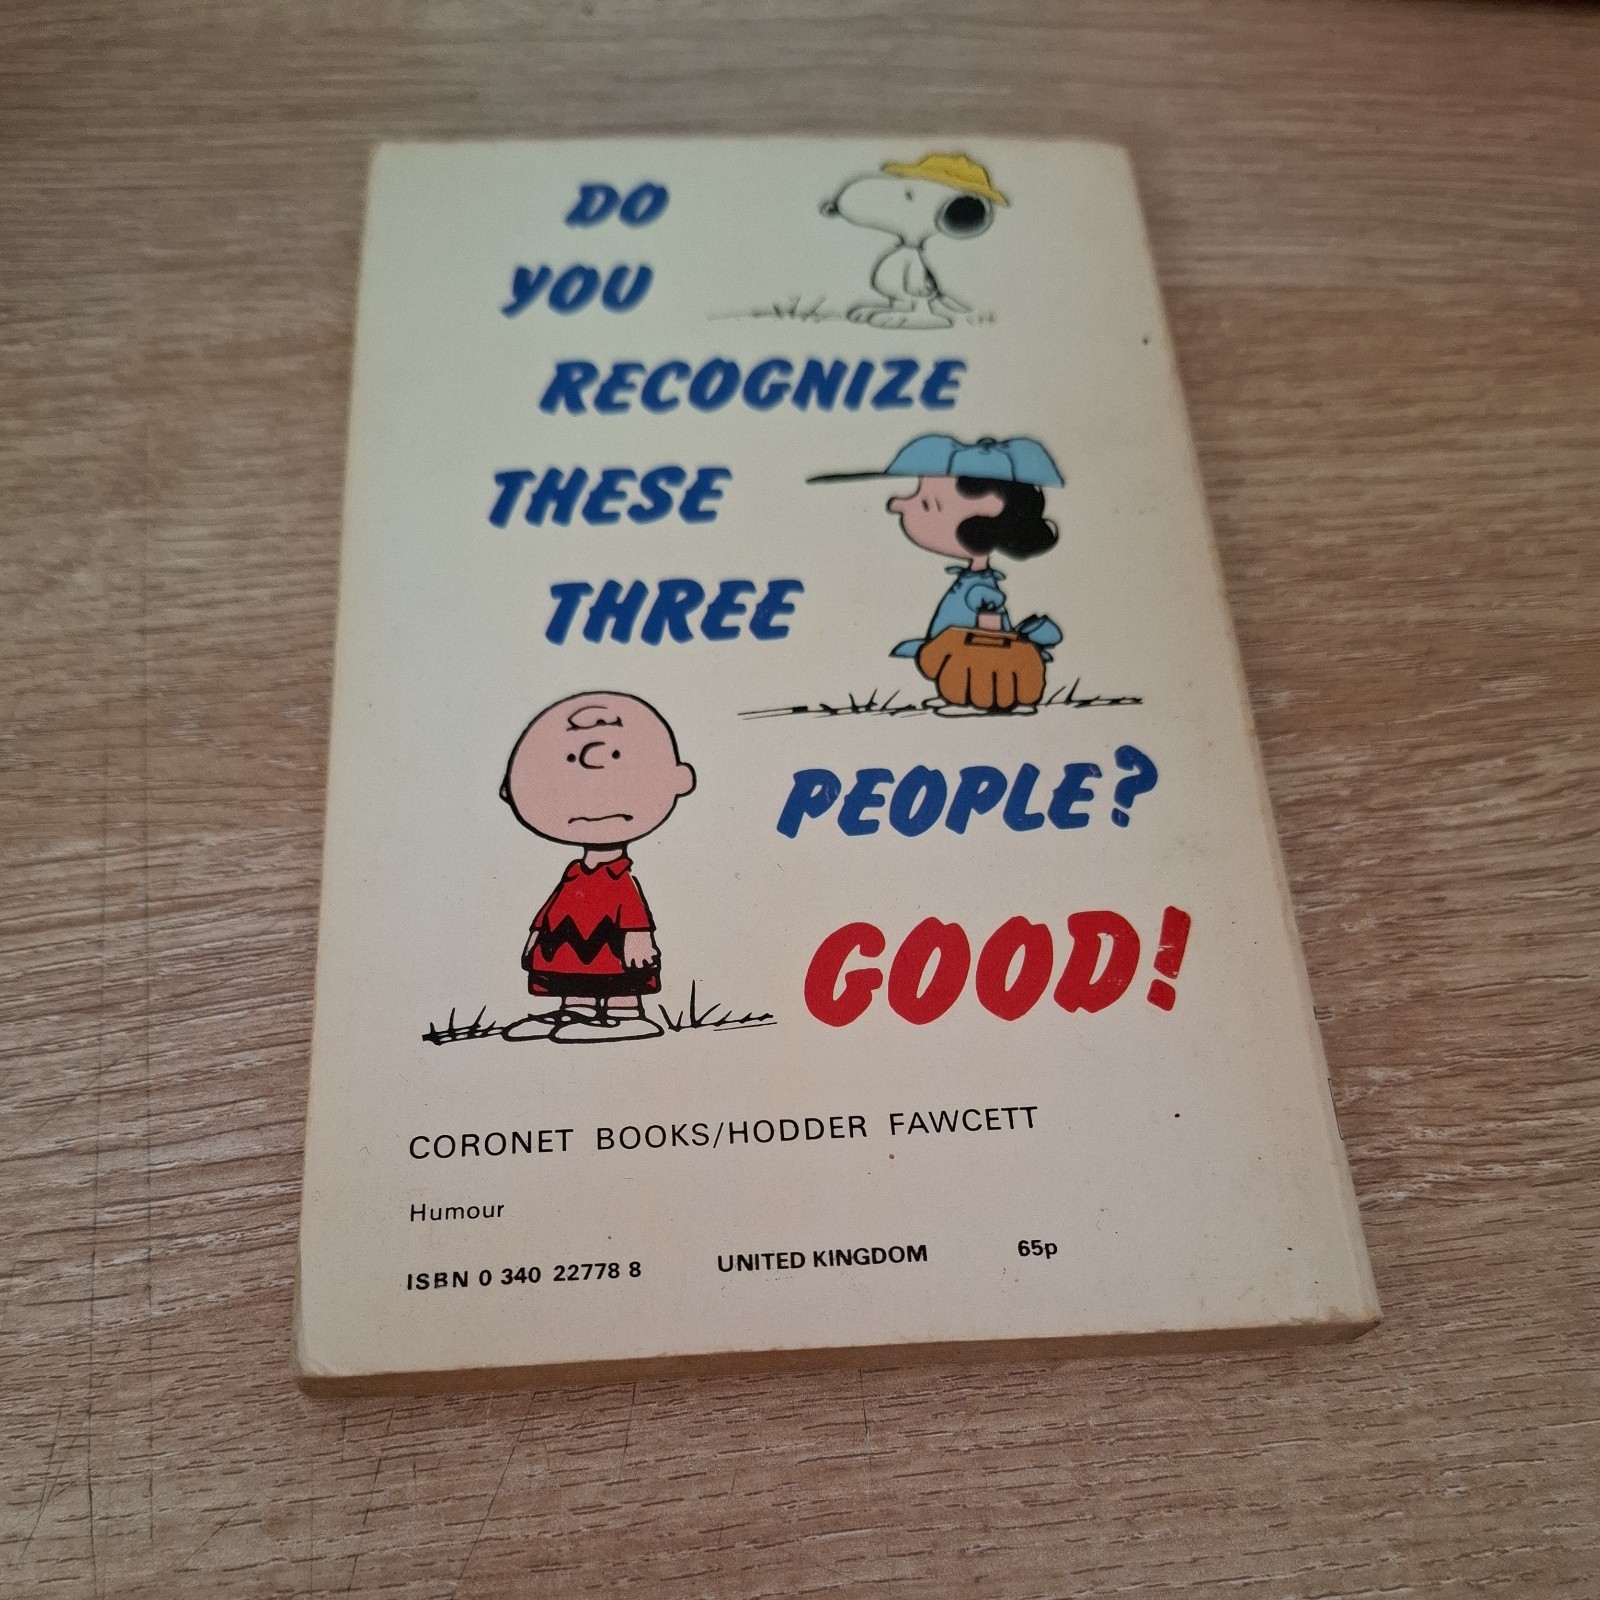 DO
YOU
RECOGNIZE
THESE
THREE
PEOPLE?
GOOD!
CORONET BOOKS/HODDER FAWCETT
Humour
ISBN 0 340 22778 8 UNITED KINGDOM 65p